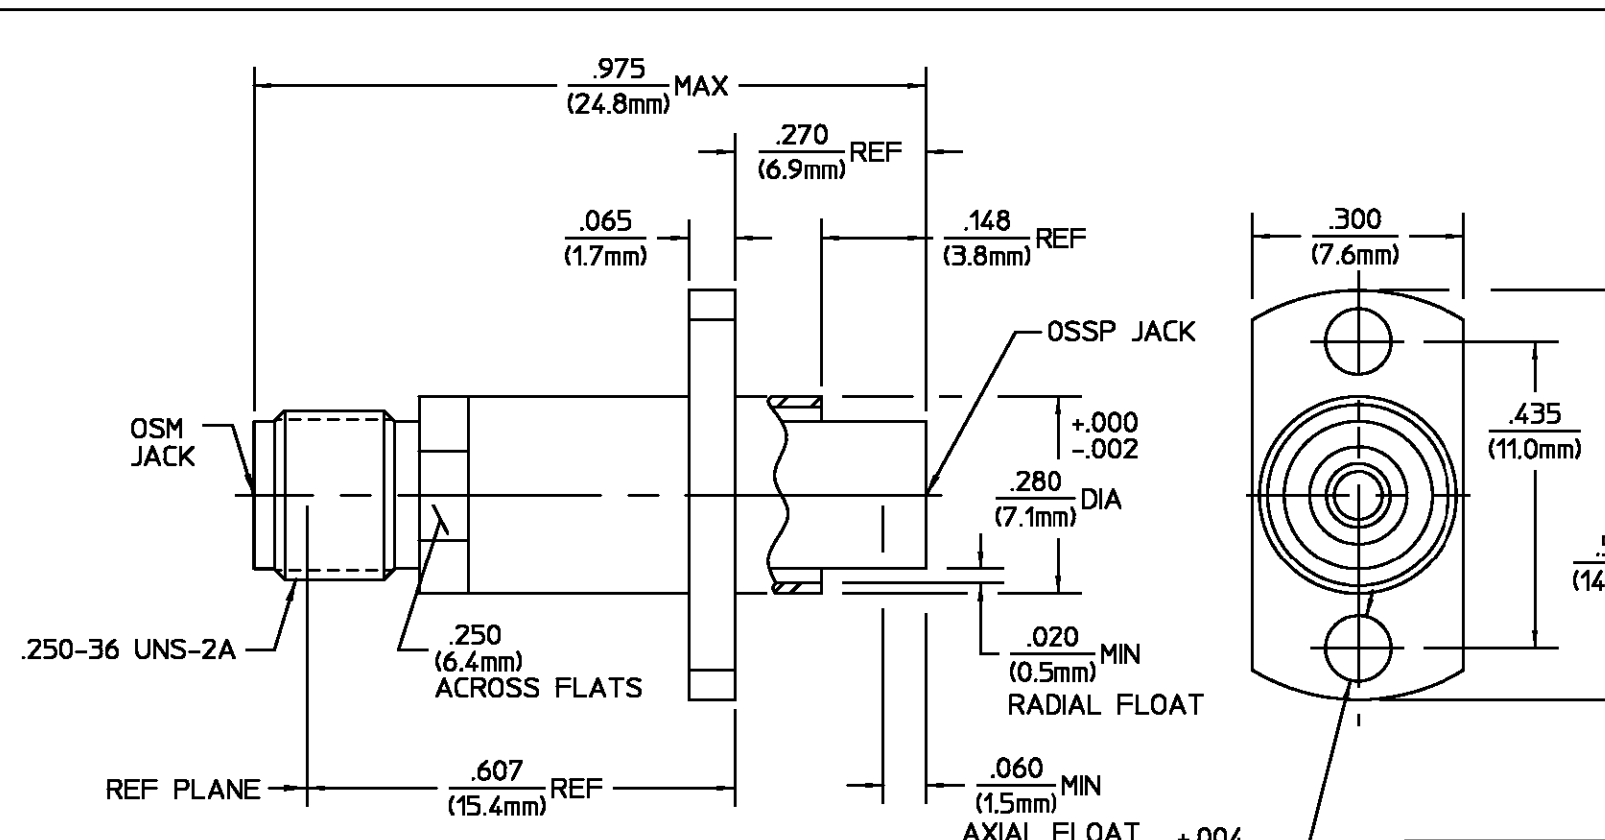 .975
(24.8mm) MAX
.270
(6.9mm) REF
.065
(1.7mm)
.148
(3.8mm) REF
.300
(7.6mm)
OSSP JACK
OSM
JACK
+.000
-.002
.280
(7.1mm) DIA
.435
(11.0mm)
.250-36 UNS-2A
.250
(6.4mm)
ACROSS FLATS
.020
(0.5mm) MIN
RADIAL FLOAT
REF PLANE
.607
(15.4mm) REF
.060
(1.5mm) MIN
AXIAL FLOAT
+.004